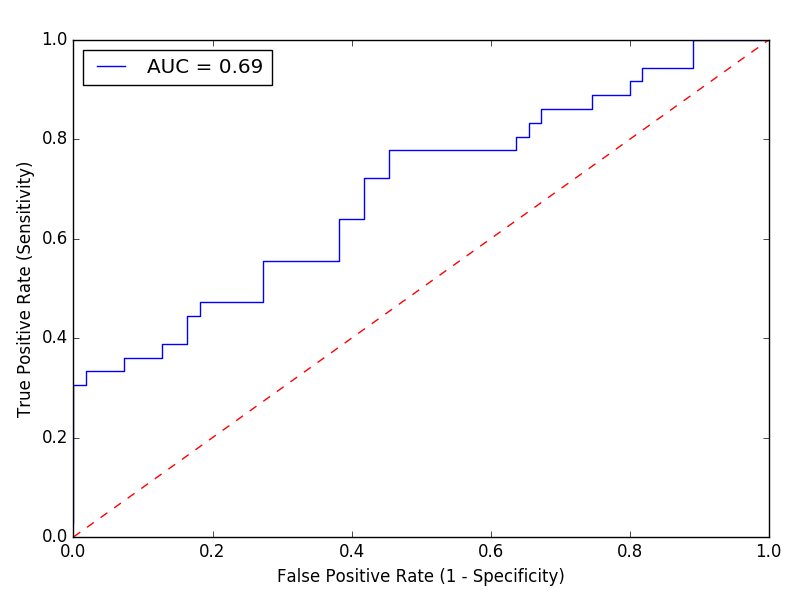 AUC = 0.69
1.0
0.8
0.6
0.4
0.2
0.0
True Positive Rate (Sensitivity)
0.0 0.2 0.4 0.6 0.8 1.0
False Positive Rate (1 - Specificity)